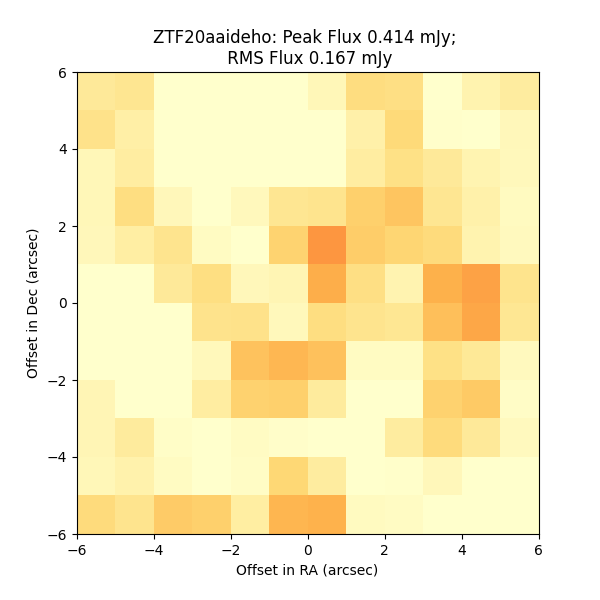 ZTF20aaideho: Peak Flux 0.414 mJy;
RMS Flux 0.167 mJy
6
4
2
0
−2
−4
−6
Offset in Dec (arcsec)
−6 −4 −2 0 2 4 6
Offset in RA (arcsec)